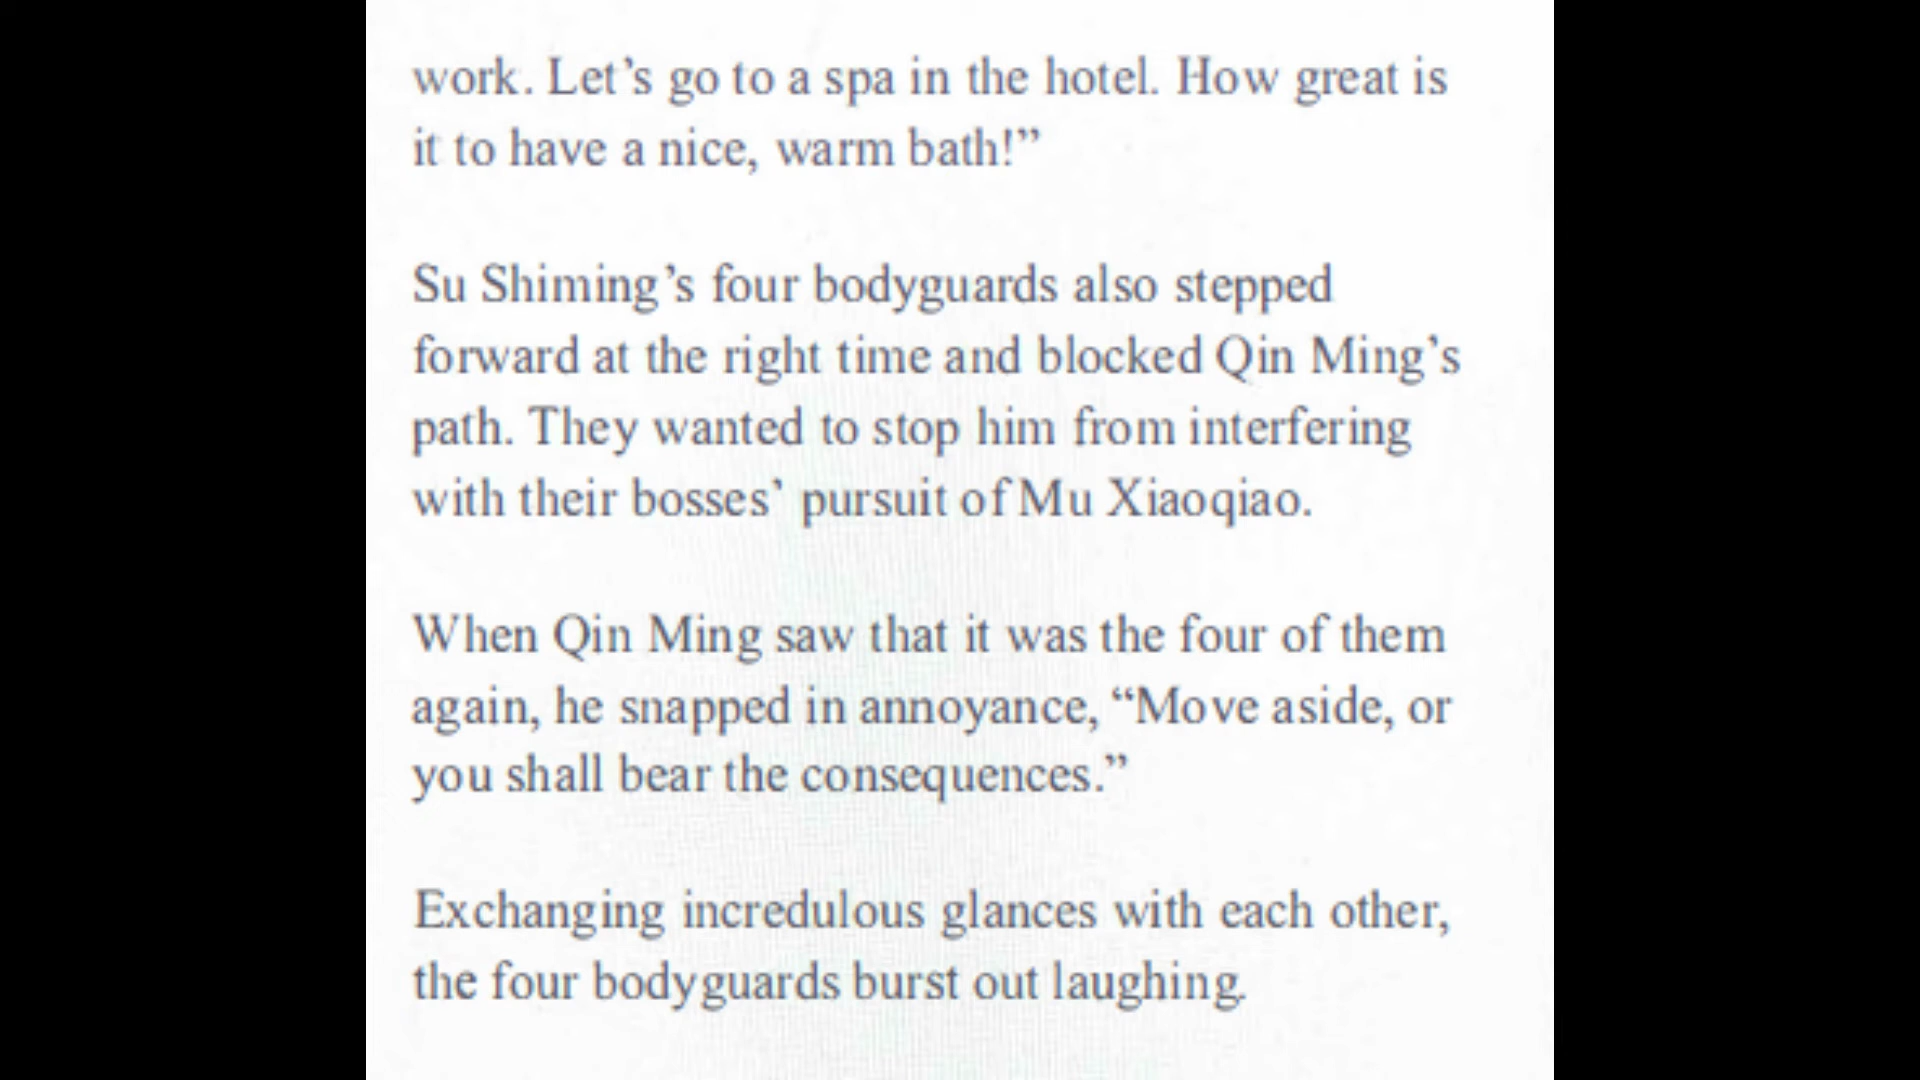 work. Let’s go to a spa in the hotel. How great is
it to have a nice, warm bath!”
Su Shiming’s four bodyguards also stepped
forward at the right time and blocked Qin Ming’s
path. They wanted to stop him from interfering
with their bosses’ pursuit of Mu Xiaoqiao.
When Qin Ming saw that it was the four of them
again, he snapped in annoyance, “Move aside, or
you shall bear the consequences.”
Exchanging incredulous glances with each other,
the four bodyguards burst out laughing.